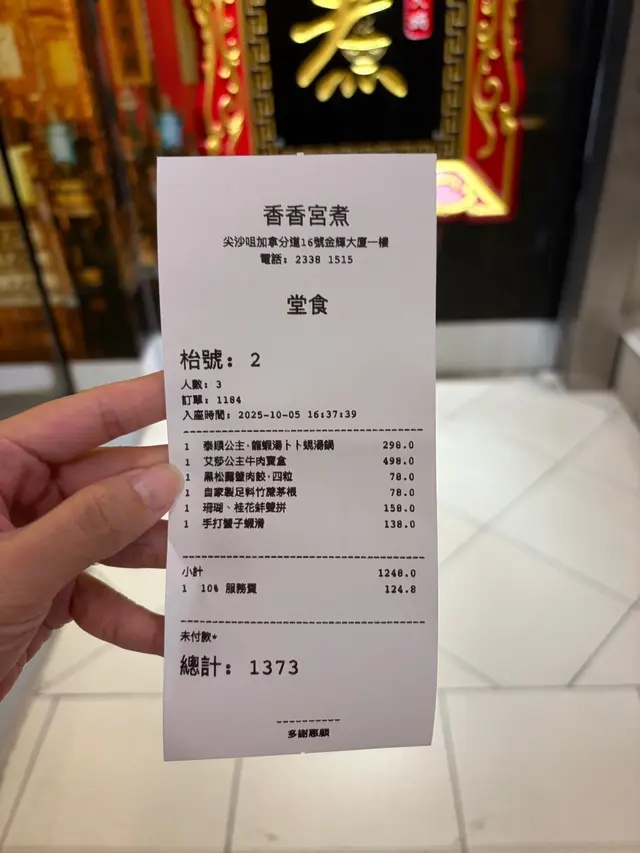 煮
香香宮煮
尖沙咀加拿分道16號金輝大廈一樓
電話: 2338 1515
堂食
枱號: 2
人數: 3
訂單: 1184
入座時間: 2025-10-05 16:37:39
1 泰順公主·龍蝦湯卜卜蜆湯鍋 298.0
1 艾莎公主牛肉寶盒 498.0
1 黑松露蟹肉餃·四粒 78.0
1 自家製足料竹蔗茅根 78.0
1 珊瑚、桂花蚌雙拼 158.0
1 手打蟹子蝦滑 138.0
小計 1248.0
1 10% 服務費 124.8
未付款*
總計: 1373
多謝惠顧